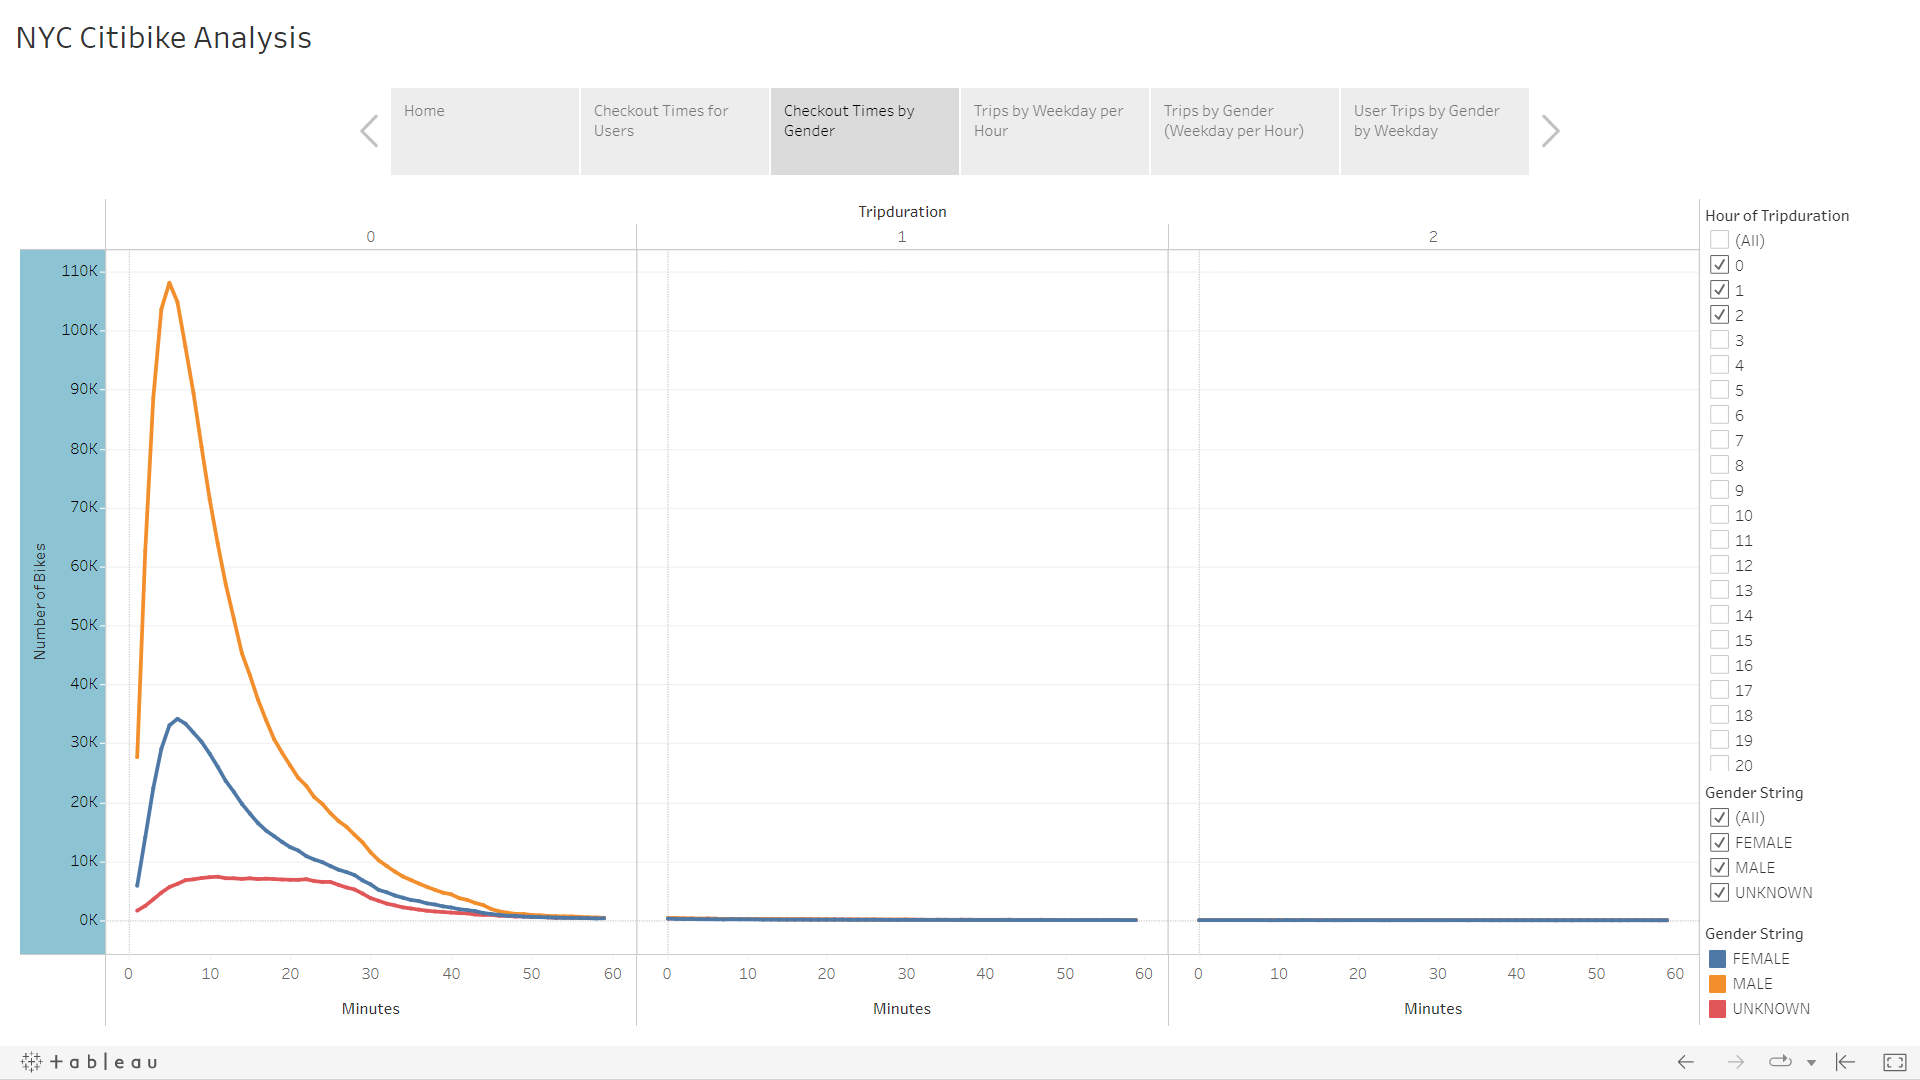 NYC Citibike Analysis
Home
Checkout Times for
Users
Checkout Times by
Gender
Trips by Weekday per
Hour
Trips by Gender
(Weekday per Hour)
User Trips by Gender
by Weekday
Tripduration
0
1
2
Number of Bikes
110K
100K
90K
80K
70K
60K
50K
40K
30K
20K
10K
0K
0 10 20 30 40 50 60
0 10 20 30 40 50 60
0 10 20 30 40 50 60
Minutes
Minutes
Minutes
Hour of Tripduration
(All)
0
1
2
3
4
5
6
7
8
9
10
11
12
13
14
15
16
17
18
19
20
Gender String
(All)
FEMALE
MALE
UNKNOWN
Gender String
FEMALE
MALE
UNKNOWN
+ableau